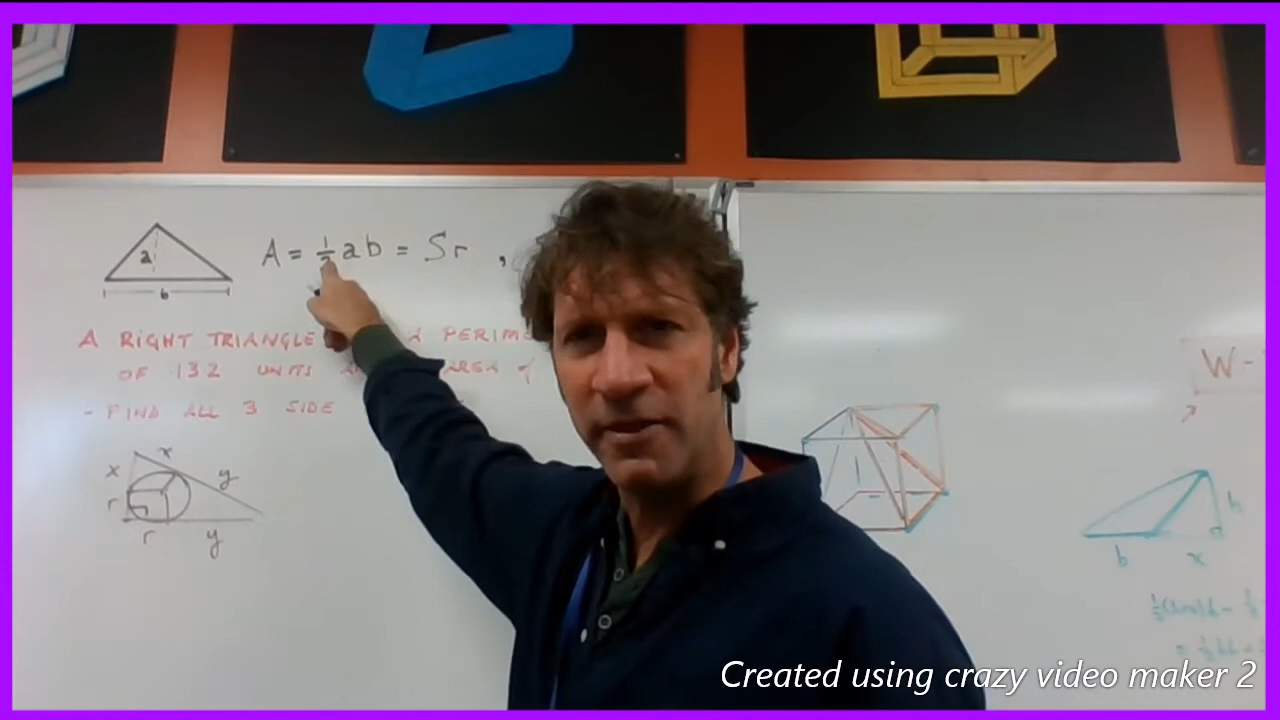 a
b
A = ½ab = Sr ,
A RIGHT TRIANGLE PERIM
OF 132 UNITS
- FIND ALL 3 SIDE
x x y
r
r y
W -
b x h
Created using crazy video maker 2